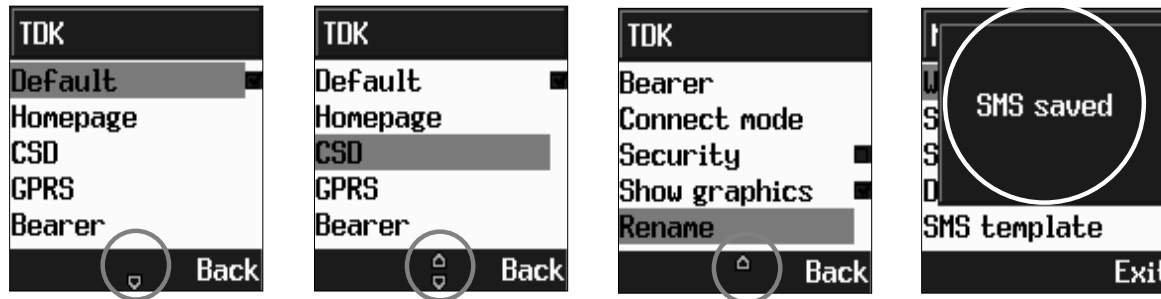 TDK
Default
Homepage
CSD
GPRS
Bearer
Back
TDK
Default
Homepage
CSD
GPRS
Bearer
Back
TDK
Bearer
Connect mode
Security
Show graphics
Rename
Back
SMS saved
SMS template
Exit